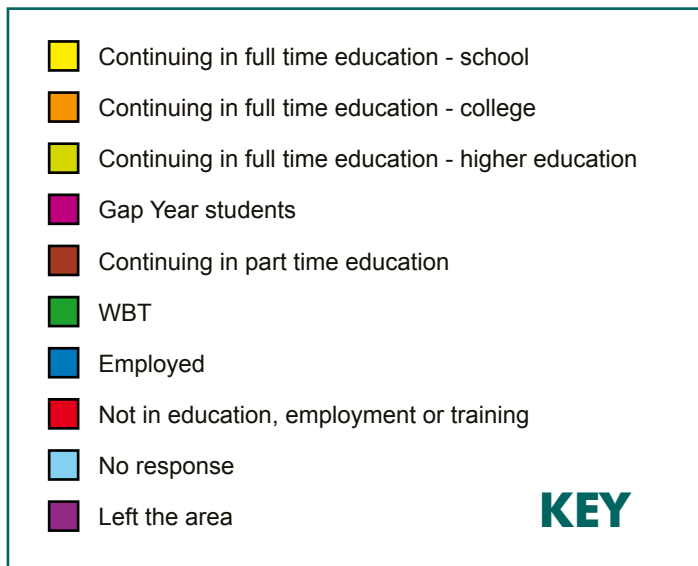 Continuing in full time education - school
Continuing in full time education - college
Continuing in full time education - higher education
Gap Year students
Continuing in part time education
WBT
Employed
Not in education, employment or training
No response
Left the area
KEY